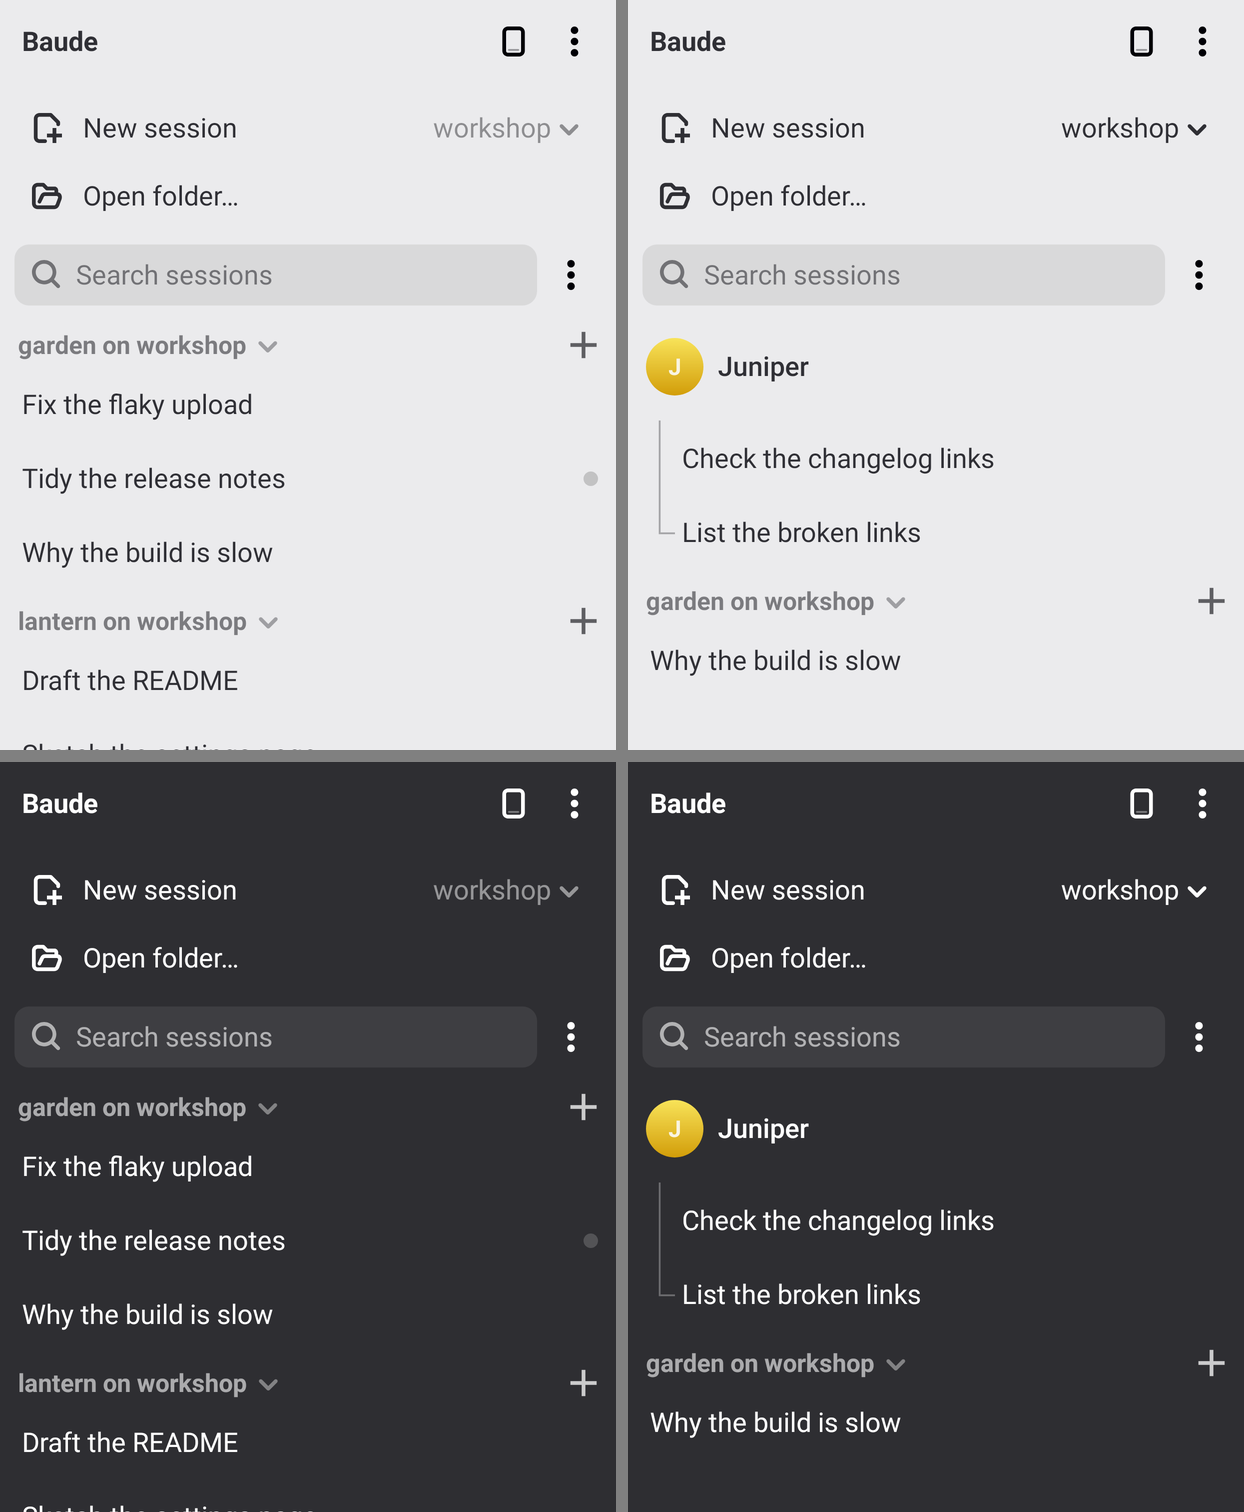 Baude
New session workshop
Open folder...
Search sessions
garden on workshop
Fix the flaky upload
Tidy the release notes
Why the build is slow
lantern on workshop
Draft the README
Baude
New session workshop
Open folder...
Search sessions
J Juniper
Check the changelog links
List the broken links
garden on workshop
Why the build is slow
Baude
New session workshop
Open folder...
Search sessions
garden on workshop
Fix the flaky upload
Tidy the release notes
Why the build is slow
lantern on workshop
Draft the README
Baude
New session workshop
Open folder...
Search sessions
J Juniper
Check the changelog links
List the broken links
garden on workshop
Why the build is slow